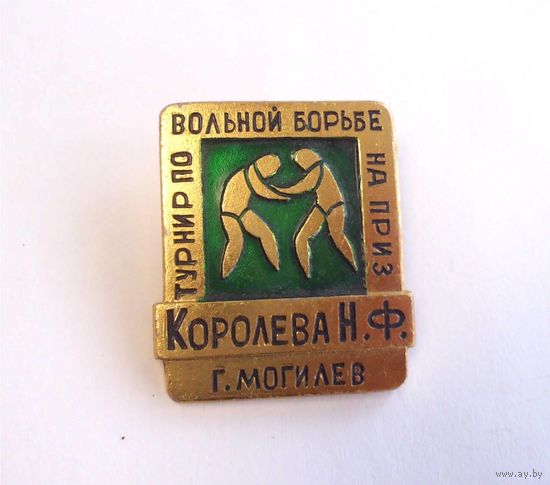 ТУРНИР ПО
ВОЛЬНОЙ БОРЬБЕ
НА ПРИЗ
КОРОЛЕВА Н.Ф.
Г. МОГИЛЕВ
www.ay.by